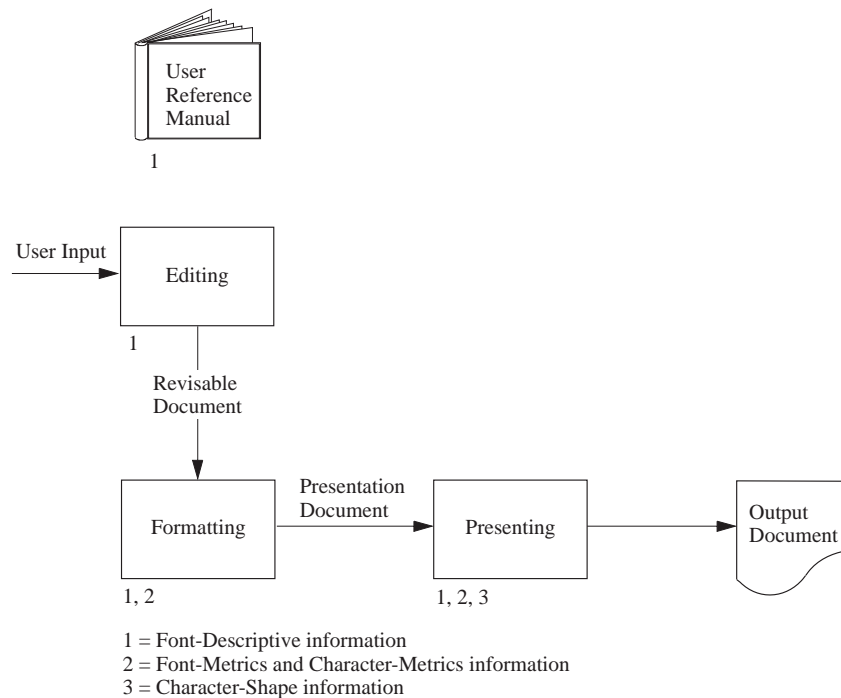 User
Reference
Manual
1
User Input
Editing
1
Revisable
Document
Formatting
Presentation
Document
Presenting
Output
Document
1, 2
1, 2, 3
1 = Font-Descriptive information
2 = Font-Metrics and Character-Metrics information
3 = Character-Shape information